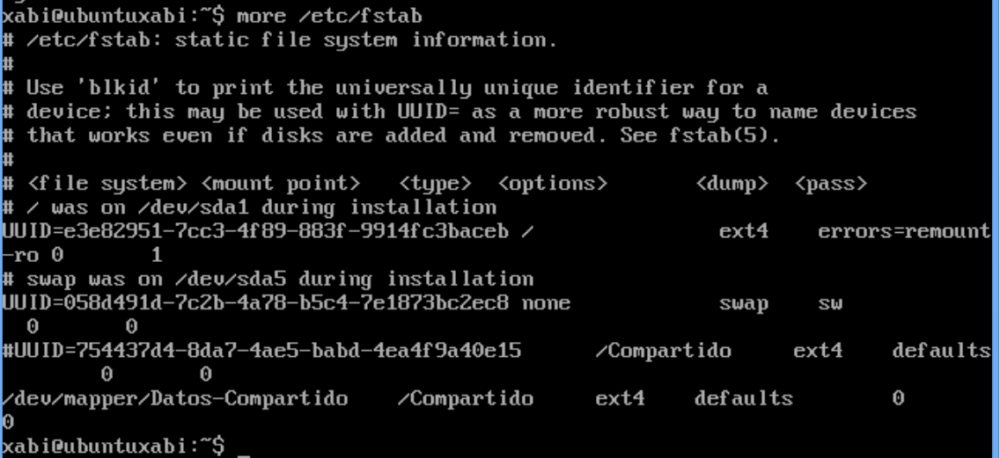 xabi@ubuntuxabi:~$ more /etc/fstab
# /etc/fstab: static file system information.
#
# Use 'blkid' to print the universally unique identifier for a
# device; this may be used with UUID= as a more robust way to name devices
# that works even if disks are added and removed. See fstab(5).
#
# <file system> <mount point>   <type>  <options>       <dump>  <pass>
# / was on /dev/sda1 during installation
UUID=e3e82951-7cc3-4f89-883f-9914fc3baceb /               ext4    errors=remount
-ro 0       1
# swap was on /dev/sda5 during installation
UUID=058d491d-7c2b-4a78-b5c4-7e1873bc2ec8 none            swap    sw
  0       0
#UUID=754437d4-8da7-4ae5-babd-4ea4f9a40e15      /Compartido     ext4    defaults
        0       0
/dev/mapper/Datos-Compartido    /Compartido     ext4    defaults        0
0
xabi@ubuntuxabi:~$ _